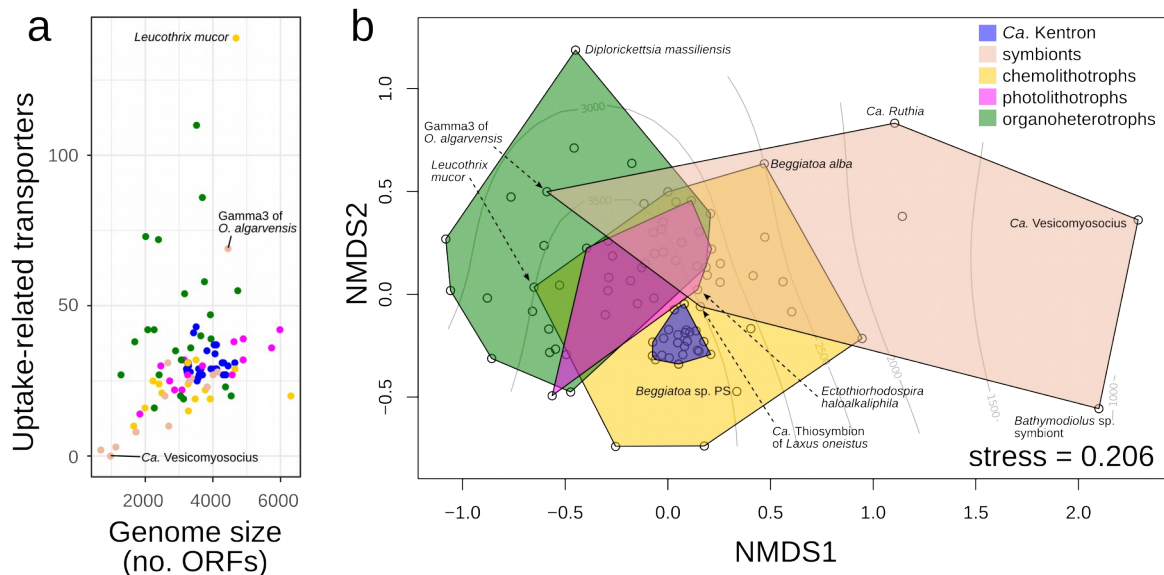 a
Leucothrix mucor
Gamma3 of
O. algarvensis
Ca. Vesicomyosocius
Uptake-related transporters
100
50
0
2000
4000
6000
Genome size
(no. ORFs)
b
Ca. Kentron
symbionts
chemolithotrophs
photolithotrophs
organoheterotrophs
Diplorickettsia massiliensis
Gamma3 of
O. algarvensis
Leucothrix
mucor
Ca. Ruthia
Beggiatoa alba
Ca. Vesicomyosocius
Beggiatoa sp. PS
Ectothiorhodospira
haloalkaliphila
Ca. Thiosymbion
of Laxus oneistus
Bathymodiolus sp.
symbiont
3000
3500
2500
2000
1500
1000
stress = 0.206
NMDS2
1.0
0.5
0.0
−0.5
−1.0
−0.5
0.0
0.5
1.0
1.5
2.0
NMDS1